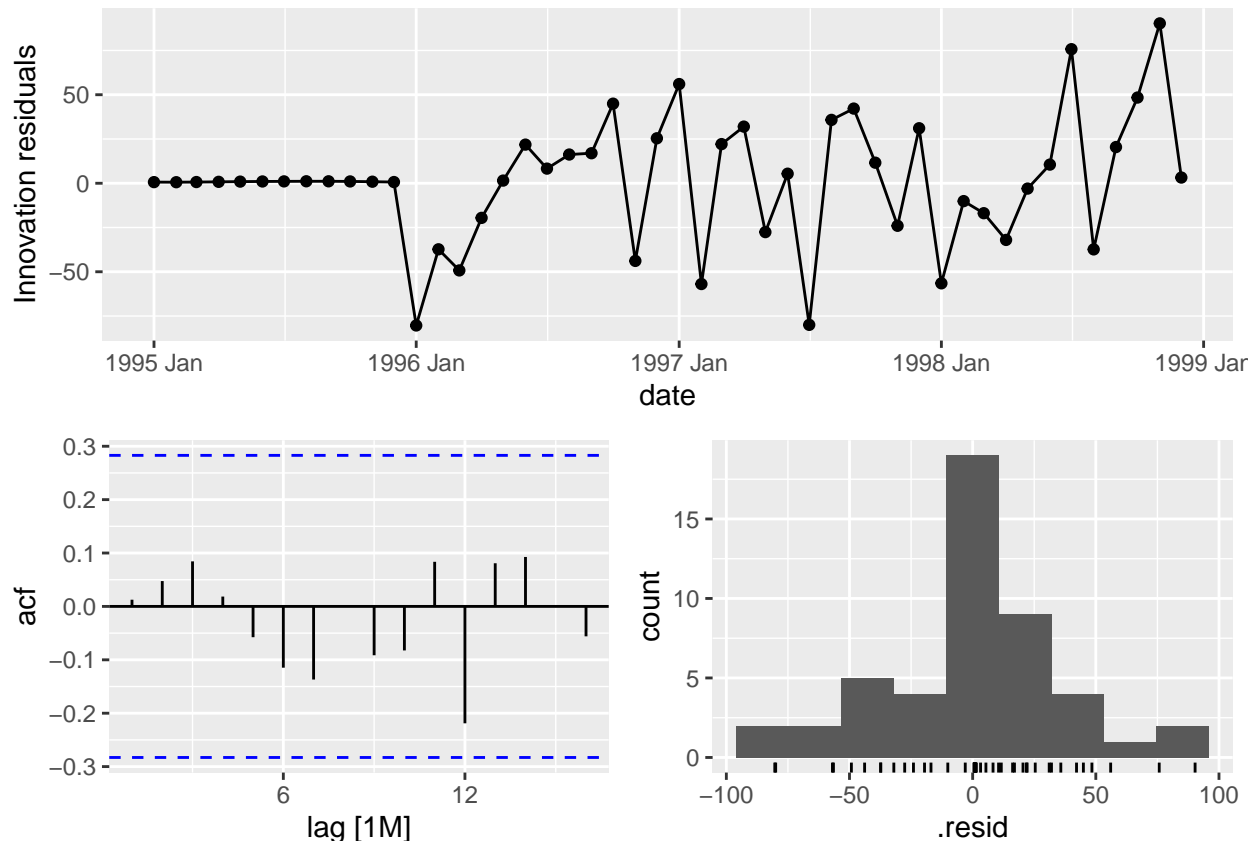 Innovation residuals
50
0
−50
1995 Jan 1996 Jan 1997 Jan 1998 Jan 1999 Jan
date
acf
0.3
0.2
0.1
0.0
−0.1
−0.2
−0.3
6 12
lag [1M]
count
15
10
5
0
−100 −50 0 50 100
.resid